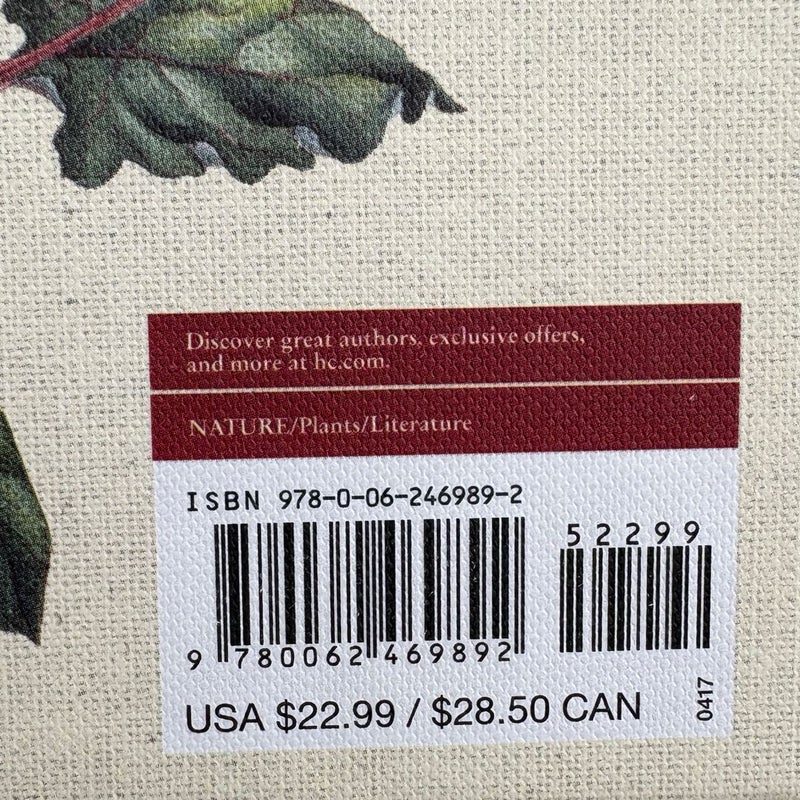 Discover great authors, exclusive offers,
and more at hc.com.
NATURE/Plants/Literature
ISBN 978-0-06-246989-2
52299
9 780062 469892
USA $22.99 / $28.50 CAN
0417